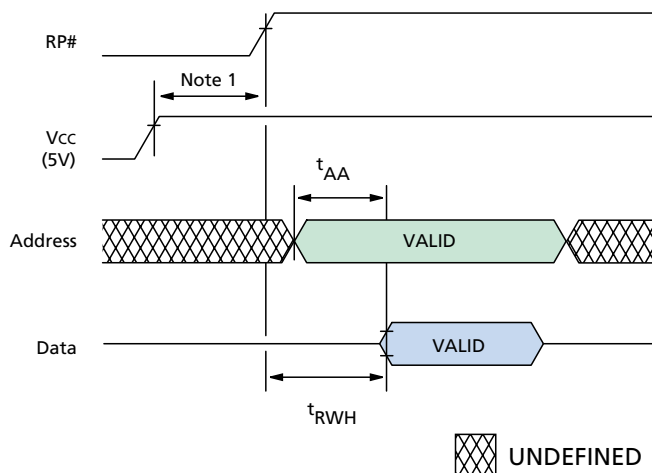 RP#
Note 1
VCC
(5V)
tAA
Address
VALID
Data
VALID
tRWH
UNDEFINED